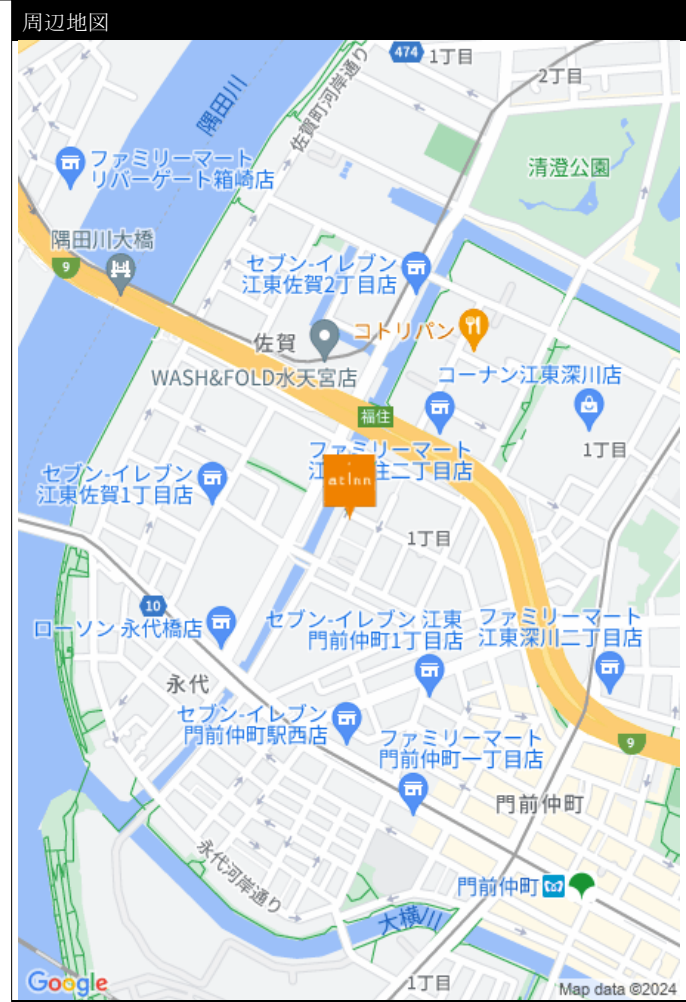 周辺地図
474
1丁目
2丁目
隅田川
佐賀町河岸通り
ファミリーマート
リバーゲート箱崎店
清澄公園
隅田川大橋
9
セブン-イレブン
江東佐賀2丁目店
佐賀
コトリパン
WASH&FOLD水天宮店
コーナン江東深川店
福住
ファミリーマート
江
住二丁目店
at Inn
1丁目
セブン-イレブン
江東佐賀1丁目店
1丁目
10
ローソン 永代橋店
セブン-イレブン 江東
門前仲町1丁目店
ファミリーマート
江東深川二丁目店
永代
セブン-イレブン
門前仲町駅西店
ファミリーマート
門前仲町一丁目店
9
門前仲町
永代河岸通り
門前仲町
大横川
Google
1丁目
Map data ©2024